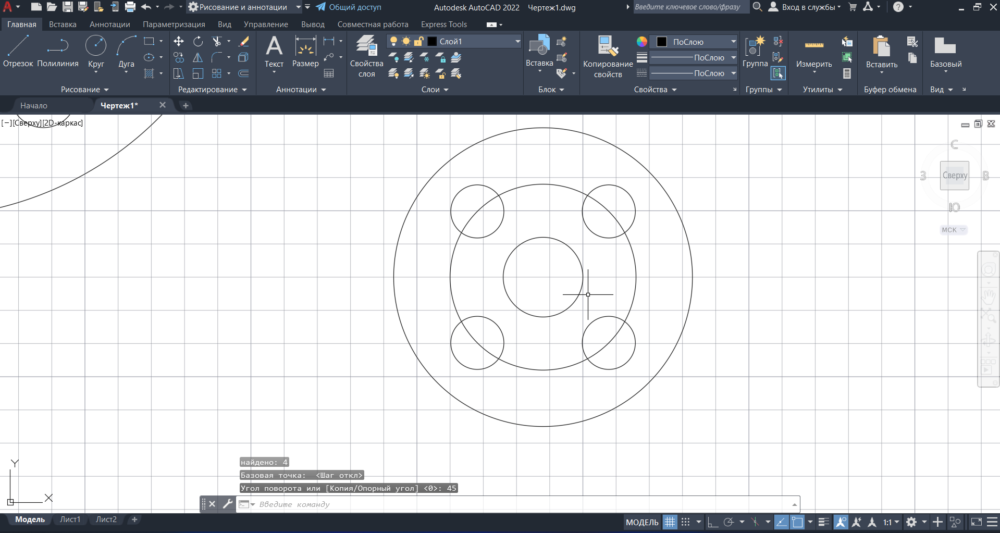 Рисование и аннотации
Общий доступ
Autodesk AutoCAD 2022 Чертеж1.dwg
Введите ключевое слово/фразу
Вход в службы
Главная Вставка Аннотации Параметризация Вид Управление Вывод Совместная работа Express Tools
Отрезок Полилиния Круг Дуга
Рисование
Редактирование
Текст Размер
Аннотации
Свойства слоя
Слой1
Слои
Вставка
Блок
Копирование свойств
ПоСлою
ПоСлою
ПоСлою
Свойства
Группа
Группы
Измерить
Утилиты
Вставить
Буфер обмена
Базовый
Вид
Начало
Чертеж1*
[−][Сверху][2D-каркас]
С
З Сверху В
Ю
МСК
Y
X
найдено: 4
Базовая точка: <Шаг откл>
Угол поворота или [Копия/Опорный угол] <0>: 45
Введите команду
Модель Лист1 Лист2
МОДЕЛЬ
1:1